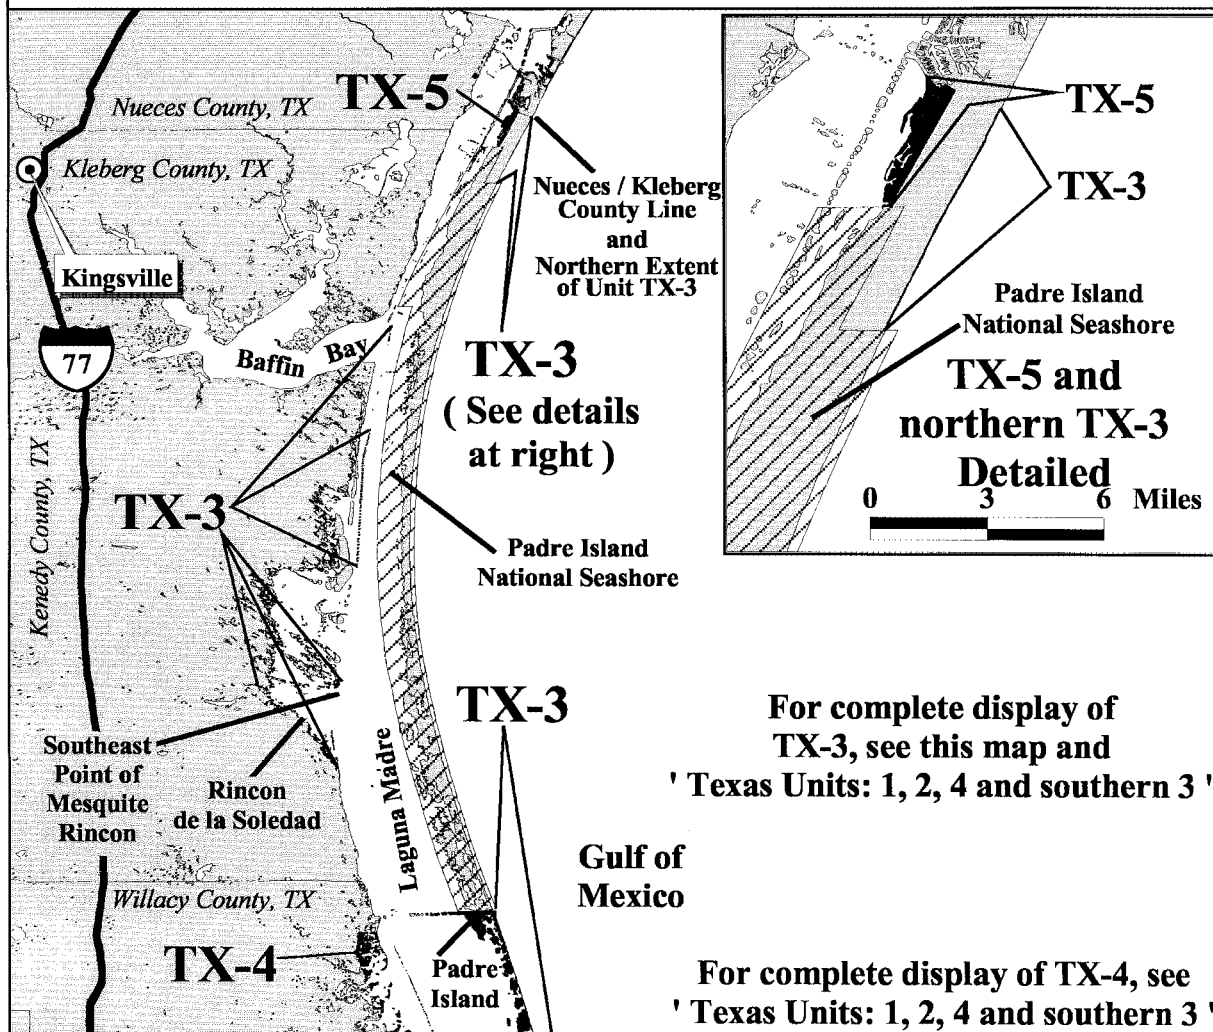 Nueces County, TX
TX-5
Kleberg County, TX
Nueces / Kleberg
County Line
and
Northern Extent
of Unit TX-3
Kingsville
77
Baffin Bay
TX-3
( See details
at right )
Kenedy County, TX
TX-3
Padre Island
National Seashore
TX-3
Southeast
Point of
Mesquite
Rincon
Rincon
de la Soledad
Laguna Madre
Gulf of
Mexico
Willacy County, TX
TX-4
Padre
Island
TX-5
TX-3
Padre Island
National Seashore
TX-5 and
northern TX-3
Detailed
0 3 6 Miles
For complete display of
TX-3, see this map and
' Texas Units: 1, 2, 4 and southern 3 '
For complete display of TX-4, see
' Texas Units: 1, 2, 4 and southern 3 '